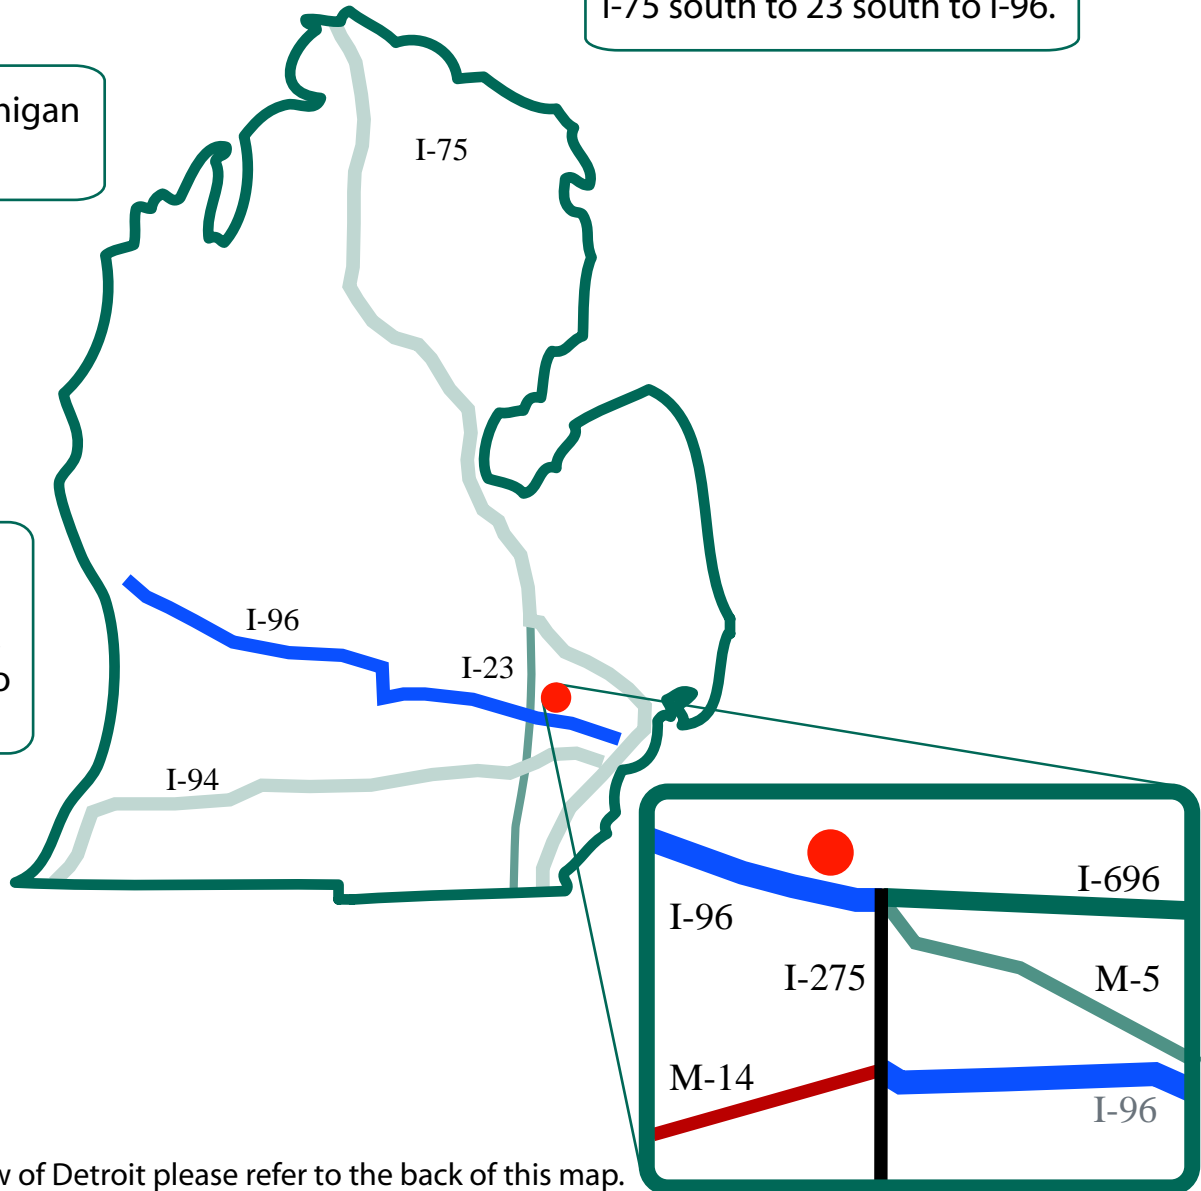 I-75 south to 23 south to I-96.
I-75
I-96
I-23
I-94
I-696
I-96
I-275
M-5
M-14
I-96
of Detroit please refer to the back of this map.